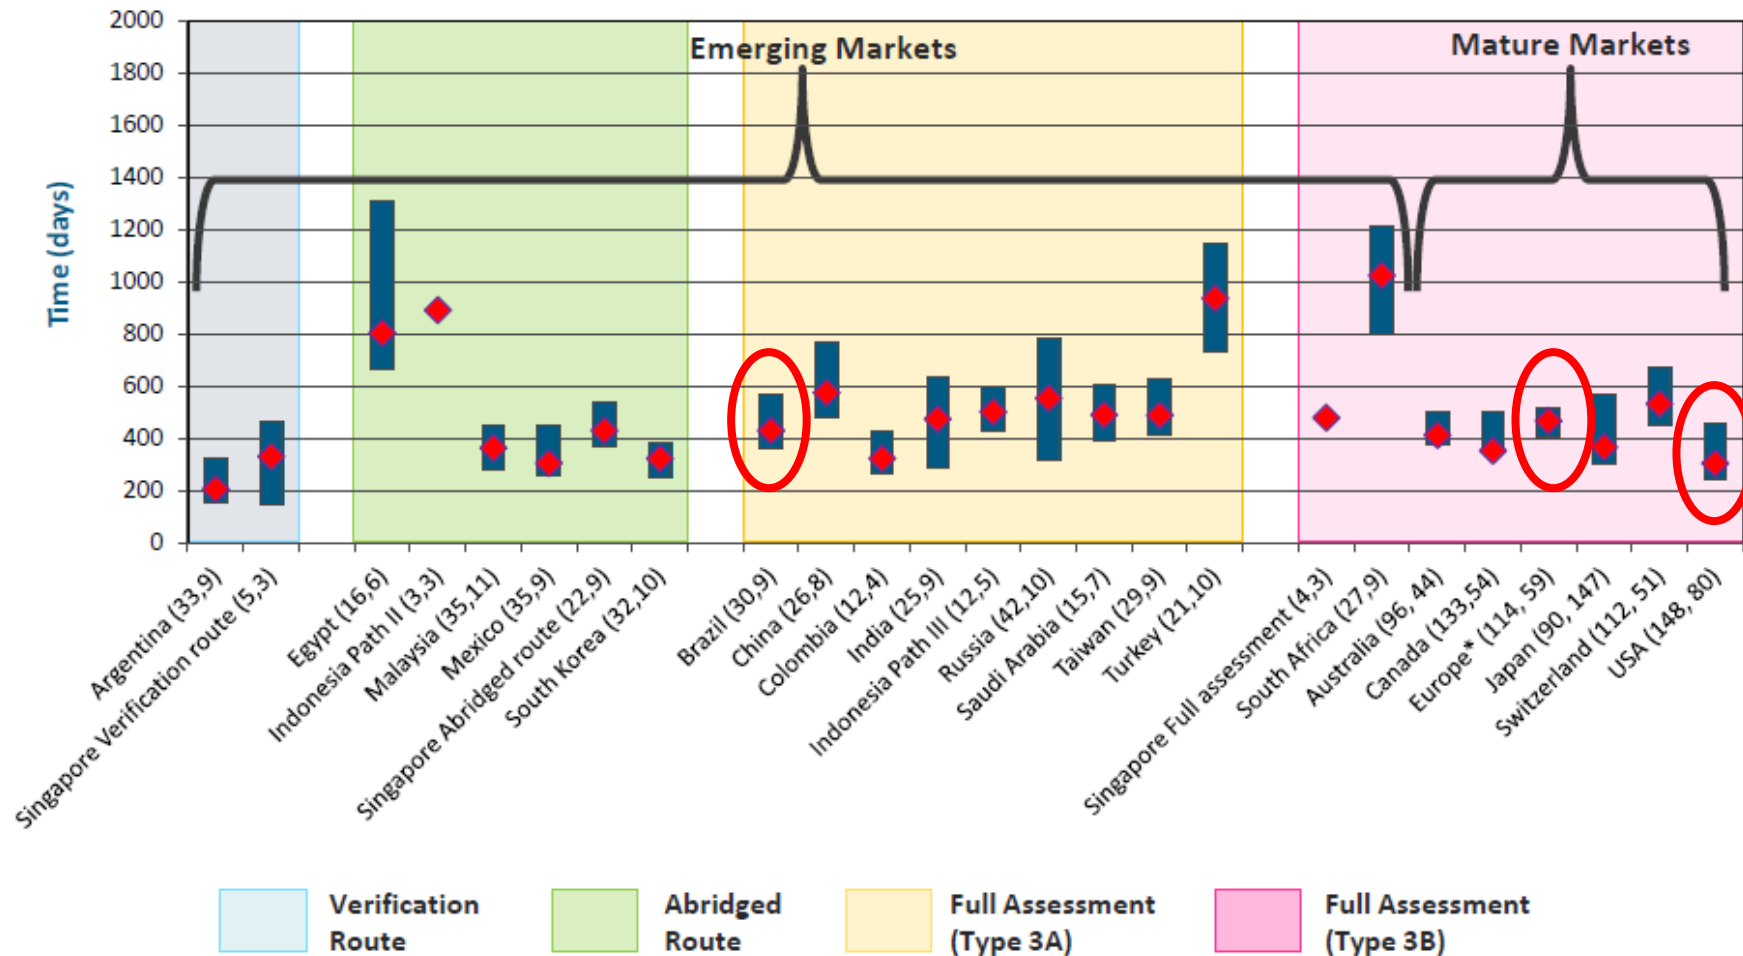 Emerging Markets
Mature Markets
Time (days)
2000
1800
1600
1400
1200
1000
800
600
400
200
0
Argentina (33,9)
Singapore Verification route (5,3)
Egypt (16,6)
Indonesia Path II (3,3)
Malaysia (35,11)
Mexico (35,9)
Singapore Abridged route (22,9)
South Korea (32,10)
Brazil (30,9)
China (26,8)
Colombia (12,4)
India (25,9)
Indonesia Path III (12,5)
Russia (42,10)
Saudi Arabia (15,7)
Taiwan (29,9)
Turkey (21,10)
Singapore Full assessment (4,3)
South Africa (27,9)
Australia (96, 44)
Canada (133,54)
Europe* (114, 59)
Japan (90, 147)
Switzerland (112, 51)
USA (148, 80)
Verification
Route
Abridged
Route
Full Assessment
(Type 3A)
Full Assessment
(Type 3B)